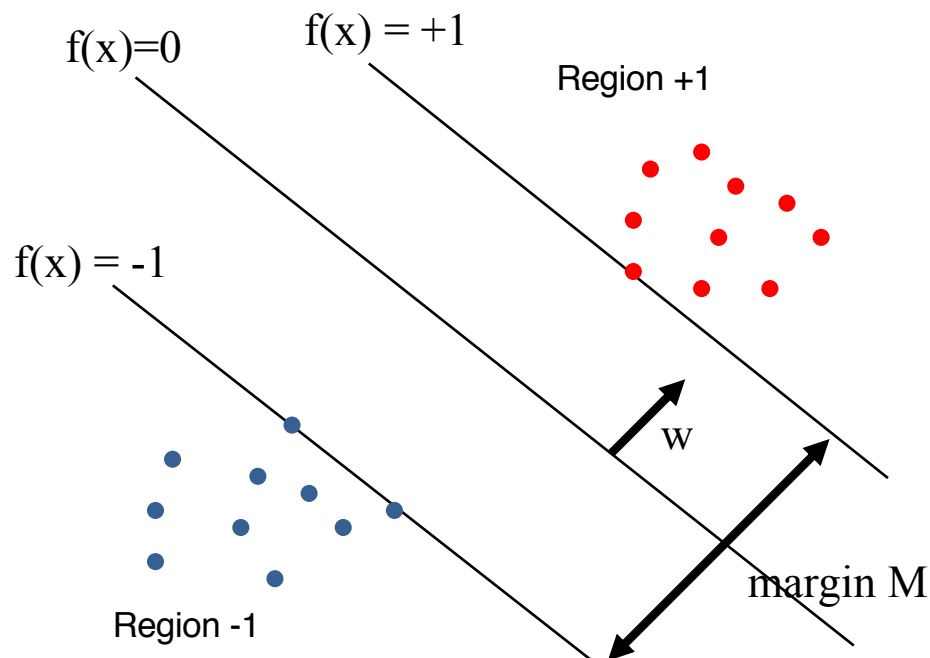 f(x)=0
f(x) = +1
Region +1
f(x) = -1
w
margin M
Region -1